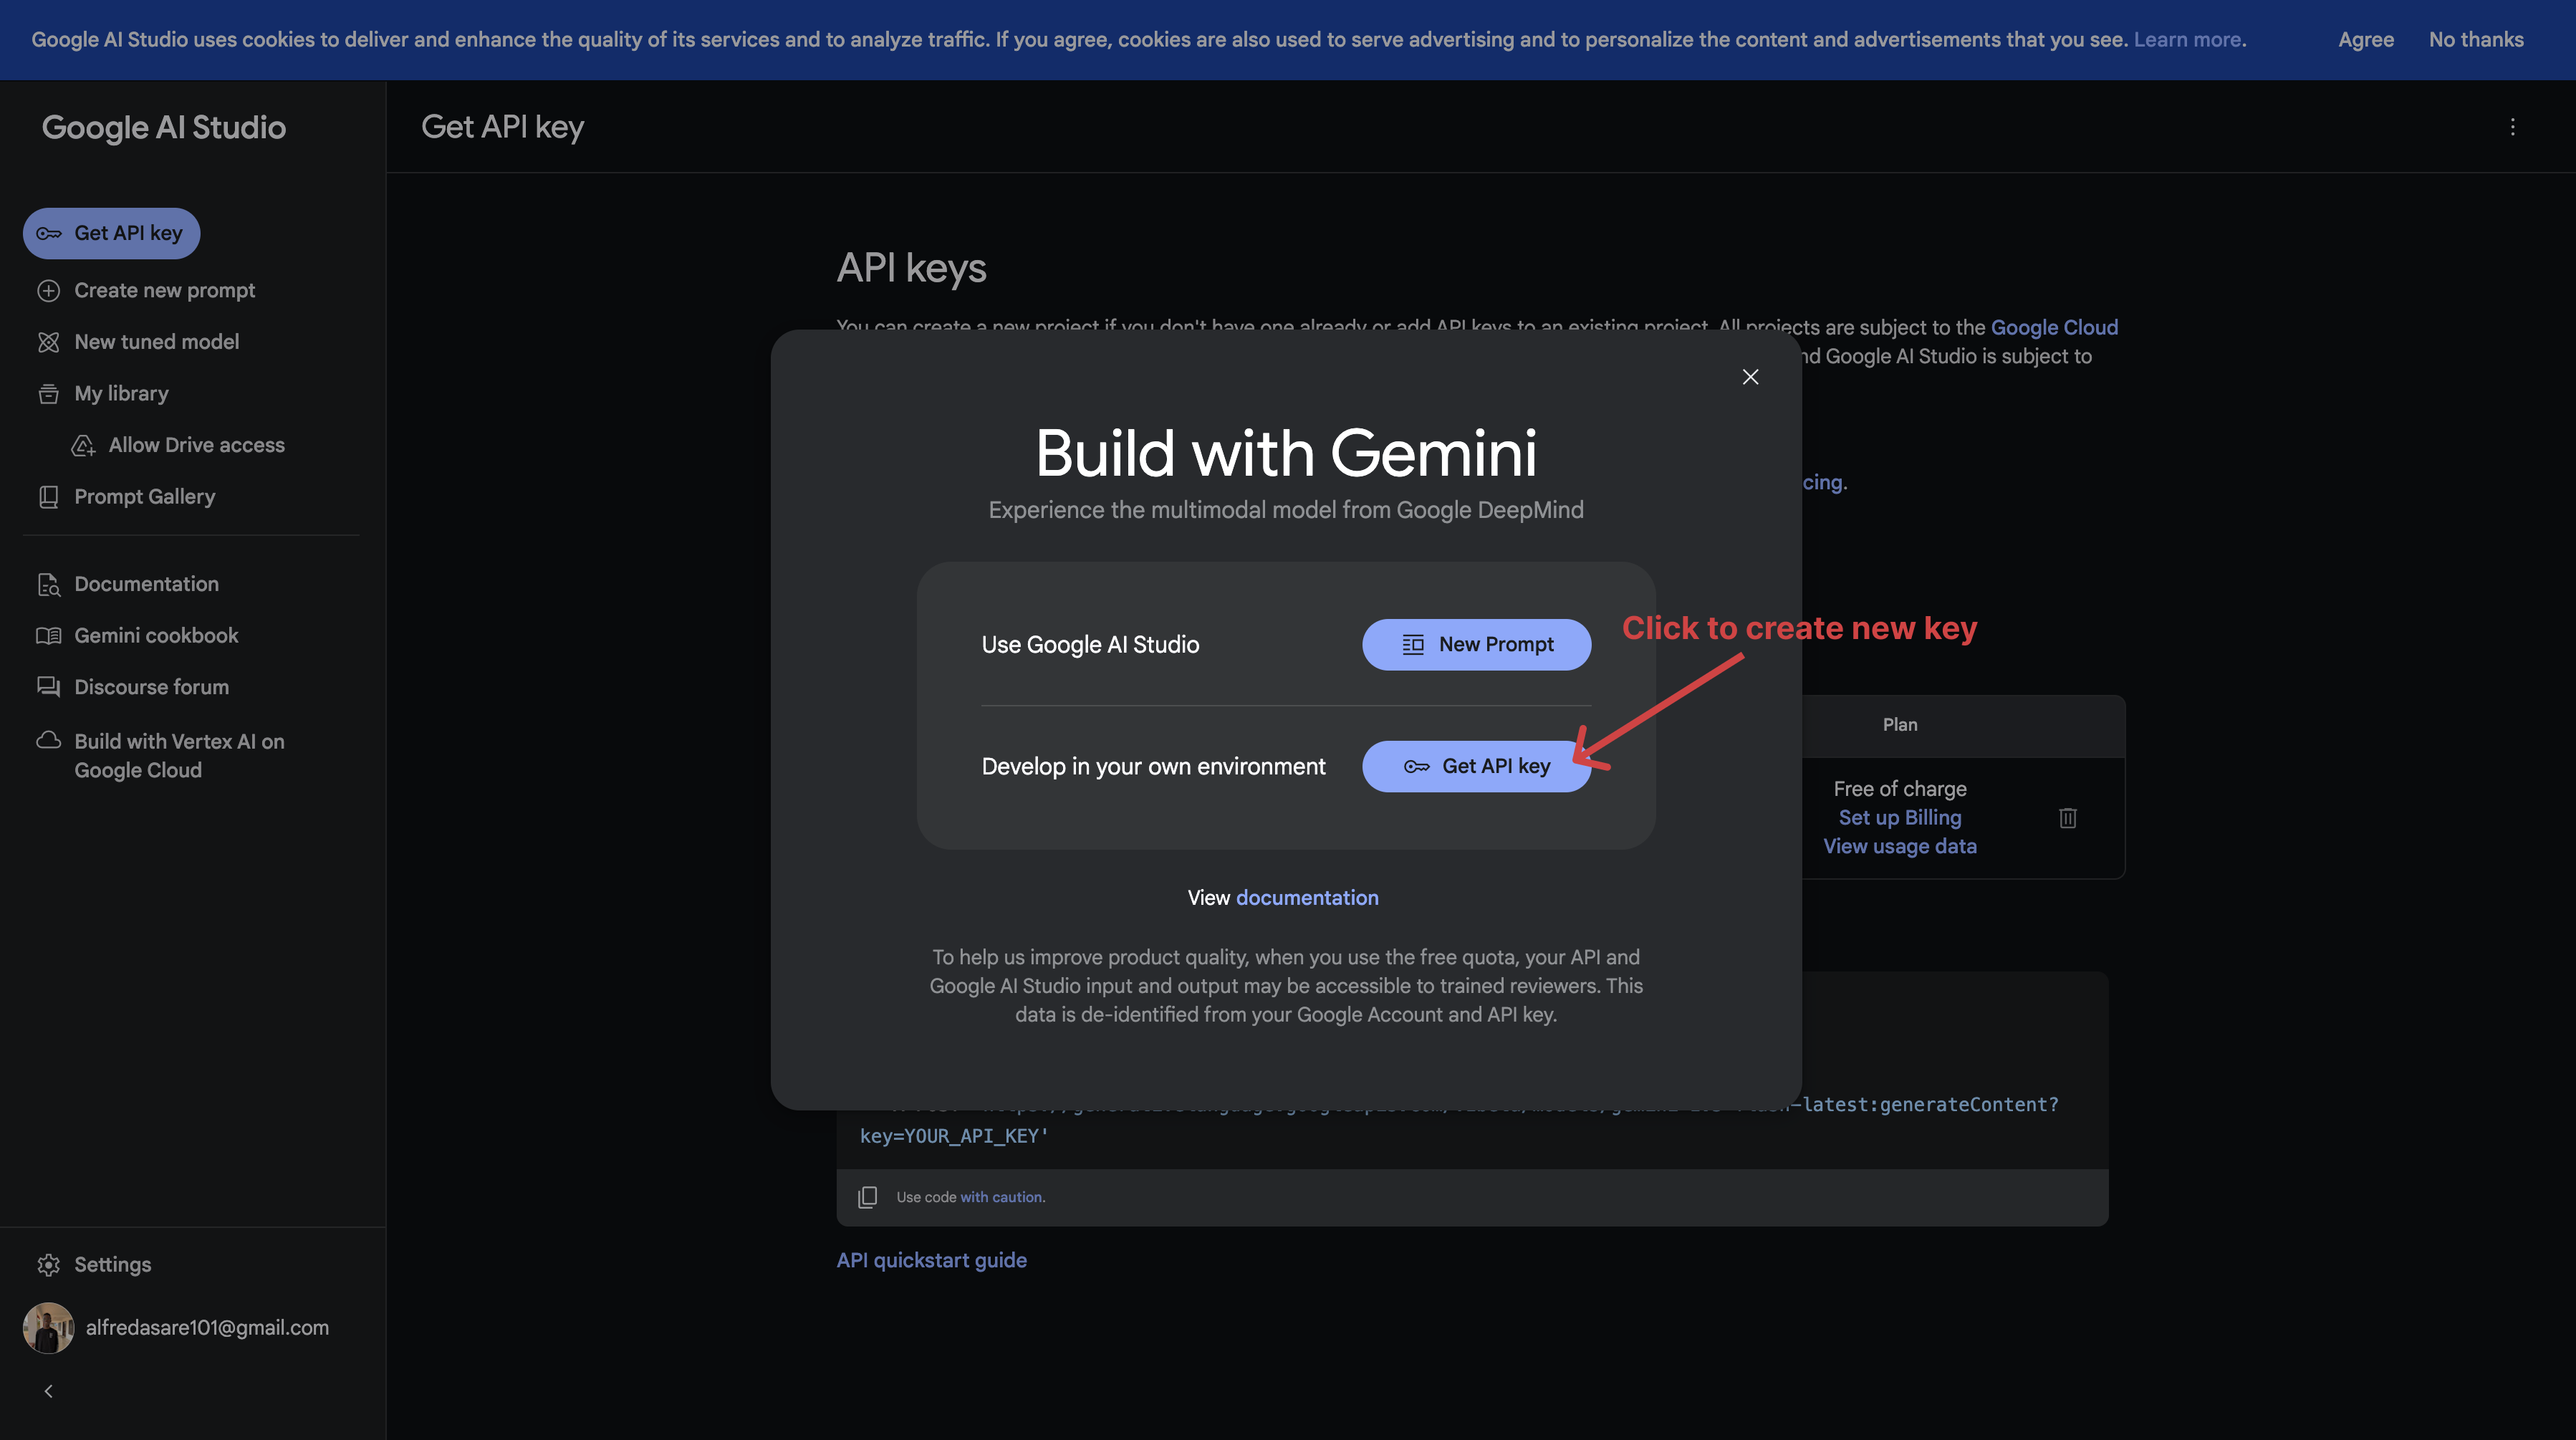 Google AI Studio uses cookies to deliver and enhance the quality of its services and to analyze traffic. If you agree, cookies are also used to serve advertising and to personalize the content and advertisements that you see. Learn more.
Agree
No thanks
Google AI Studio
Get API key
Get API key
Create new prompt
New tuned model
My library
Allow Drive access
Prompt Gallery
Documentation
Gemini cookbook
Discourse forum
Build with Vertex AI on
Google Cloud
Settings
alfredasare101@gmail.com
API keys
You can create a new project if you don't have one already or add API keys to an existing project. All projects are subject to the Google Cloud
Google AI Studio is subject to
Build with Gemini
Experience the multimodal model from Google DeepMind
Use Google AI Studio
New Prompt
Click to create new key
Develop in your own environment
Get API key
View documentation
To help us improve product quality, when you use the free quota, your API and
Google AI Studio input and output may be accessible to trained reviewers. This
data is de-identified from your Google Account and API key.
Plan
Free of charge
Set up Billing
View usage data
-latest:generateContent?
key=YOUR_API_KEY'
Use code with caution.
API quickstart guide